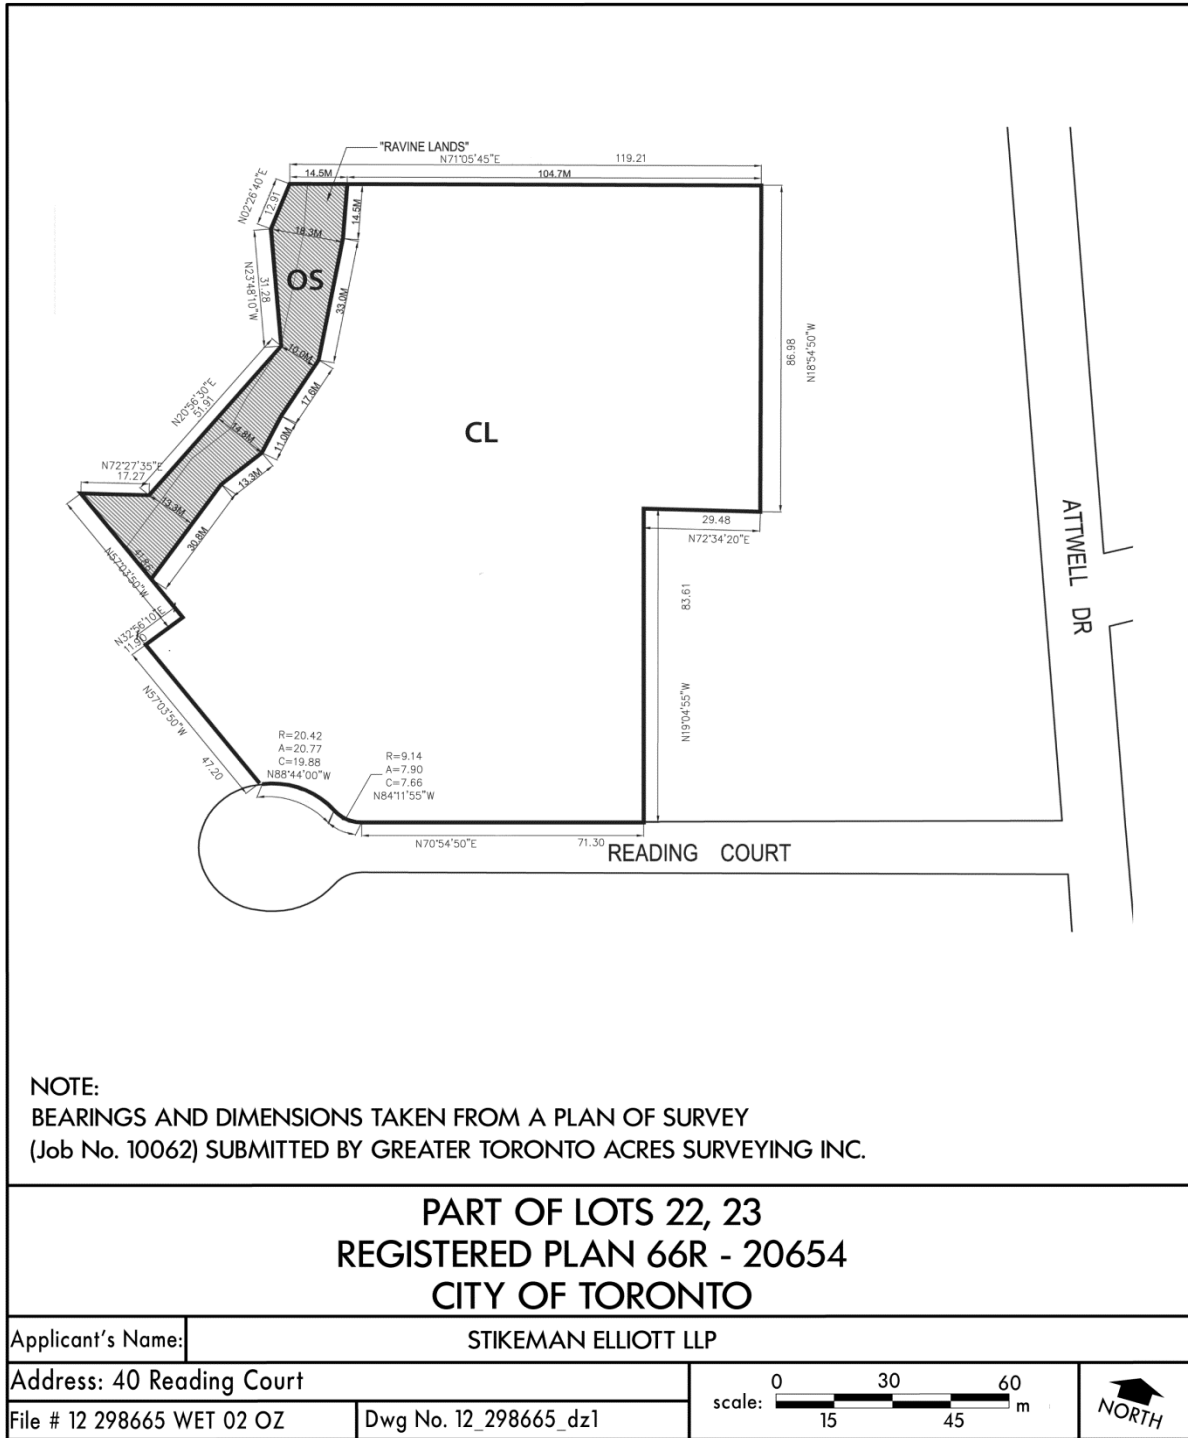 "RAVINE LANDS"
N71°05'45"E
119.21
14.5M
104.7M
N02°26'40"E
12.91
14.5M
18.3M
OS
N23°48'10"W
31.28
33.0M
86.98
N18°54'50"W
10.0M
N20°56'30"E
51.91
17.6M
CL
14.8M
11.0M
N72°27'35"E
17.27
13.3M
13.3M
29.48
N72°34'20"E
30.8M
N57°03'50"W
41.86
ATTWELL DR
83.61
N32°56'10"E
N19°04'55"W
N57°03'50"W
47.20
R=20.42
A=20.77
C=19.88
N88°44'00"W
R=9.14
A=7.90
C=7.66
N84°11'55"W
N70°54'50"E
71.30
READING COURT
NOTE:
BEARINGS AND DIMENSIONS TAKEN FROM A PLAN OF SURVEY
(Job No. 10062) SUBMITTED BY GREATER TORONTO ACRES SURVEYING INC.
PART OF LOTS 22, 23
REGISTERED PLAN 66R - 20654
CITY OF TORONTO
Applicant's Name:
STIKEMAN ELLIOTT LLP
Address: 40 Reading Court
File # 12 298665 WET 02 OZ
Dwg No. 12_298665_dz1
0 30 60
scale: m
15 45
NORTH